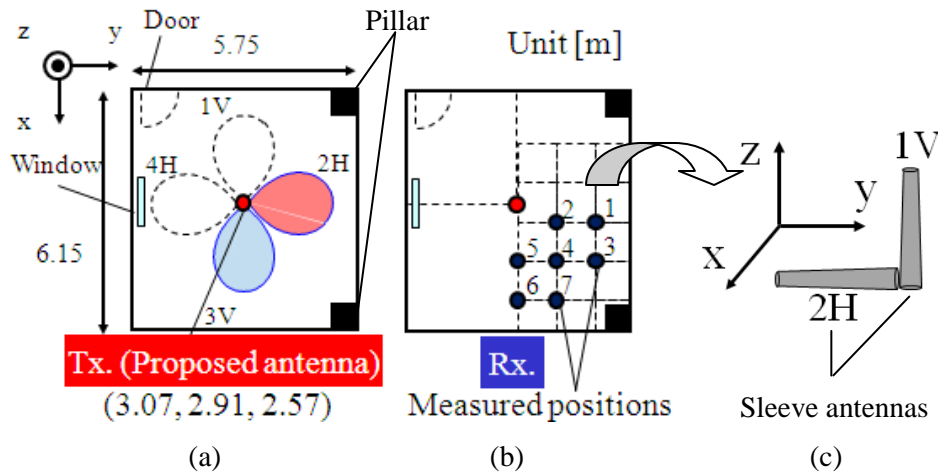 Door
Pillar
z
y
5.75
Unit [m]
x
1V
4H
2H
Window
6.15
3V
Tx. (Proposed antenna)
(3.07, 2.91, 2.57)
2
1
5
4
3
6
7
Rx.
Measured positions
Z
1V
y
X
2H
Sleeve antennas
(a)
(b)
(c)